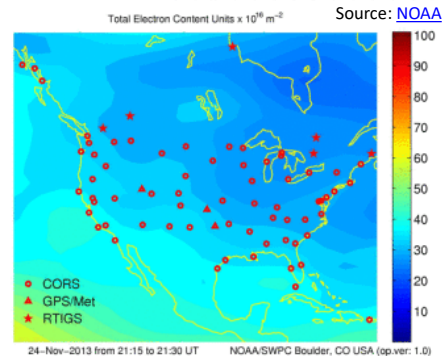 Source: NOAA
Total Electron Content Units x 10^16 m^-2
100
90
80
70
60
50
40
30
20
10
CORS
GPS/Met
RTIGS
24-Nov-2013 from 21:15 to 21:30 UT NOAA/SWPC Boulder, CO USA (op.ver: 1.0)